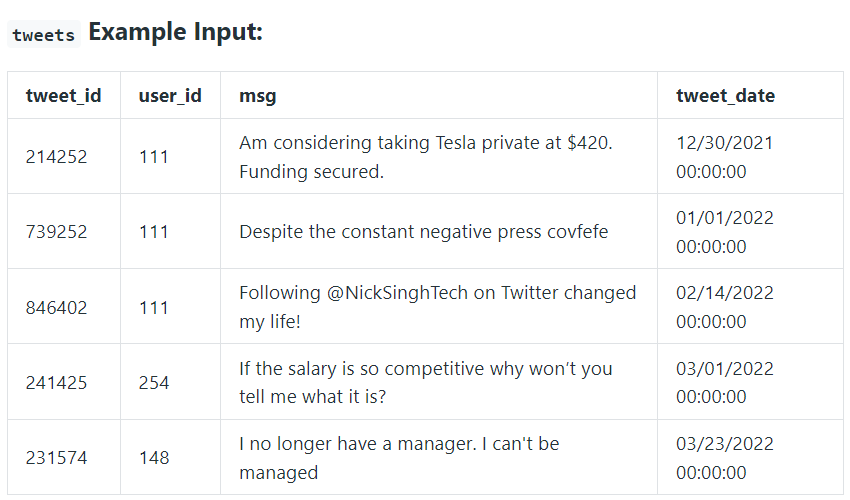 tweets Example Input:
tweet_id user_id msg tweet_date
214252 111 Am considering taking Tesla private at $420. 12/30/2021
Funding secured. 00:00:00
739252 111 Despite the constant negative press covfefe 01/01/2022
00:00:00
846402 111 Following @NickSinghTech on Twitter changed 02/14/2022
my life! 00:00:00
241425 254 If the salary is so competitive why won’t you 03/01/2022
tell me what it is? 00:00:00
231574 148 I no longer have a manager. I can't be 03/23/2022
managed 00:00:00